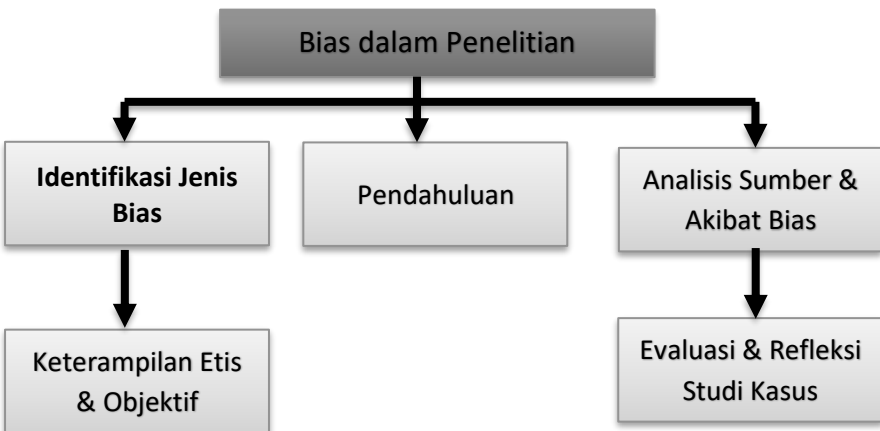 Bias dalam Penelitian
Identifikasi Jenis
Bias
Pendahuluan
Analisis Sumber &
Akibat Bias
Keterampilan Etis
& Objektif
Evaluasi & Refleksi
Studi Kasus